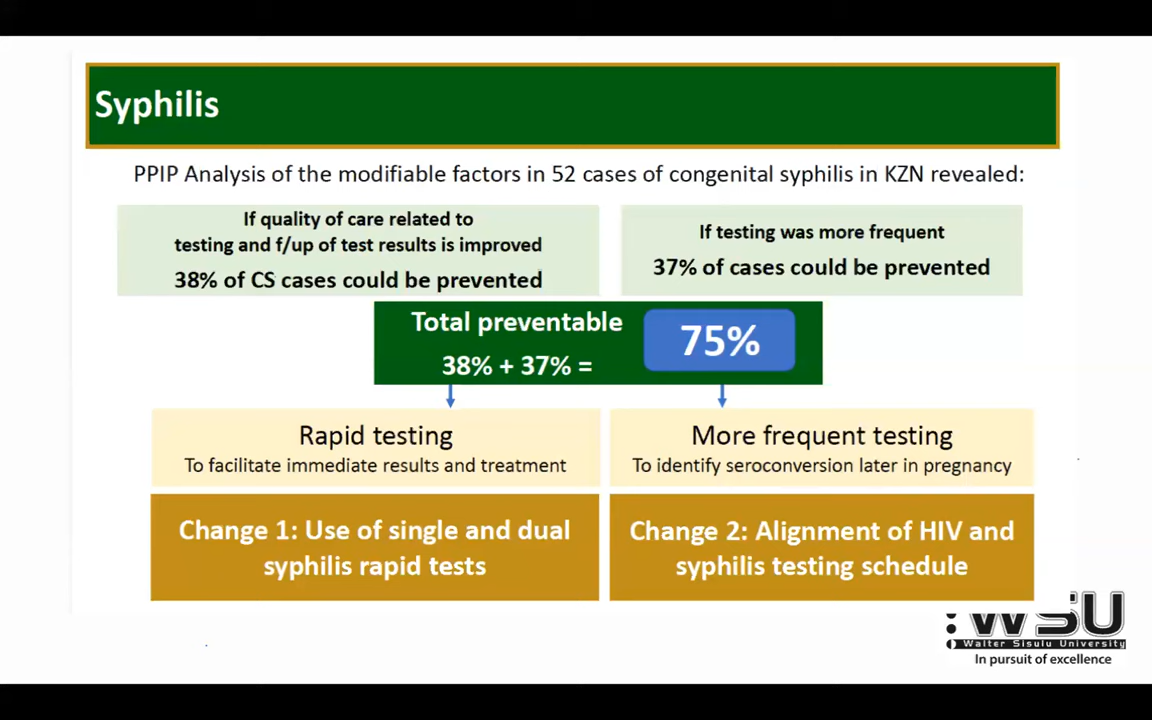 Syphilis
PPIP Analysis of the modifiable factors in 52 cases of congenital syphilis in KZN revealed:
If quality of care related to
testing and f/up of test results is improved
38% of CS cases could be prevented
If testing was more frequent
37% of cases could be prevented
Total preventable
38% + 37% =
75%
Rapid testing
To facilitate immediate results and treatment
More frequent testing
To identify seroconversion later in pregnancy
Change 1: Use of single and dual
syphilis rapid tests
Change 2: Alignment of HIV and
syphilis testing schedule
WSU
Walter Sisulu University
In pursuit of excellence